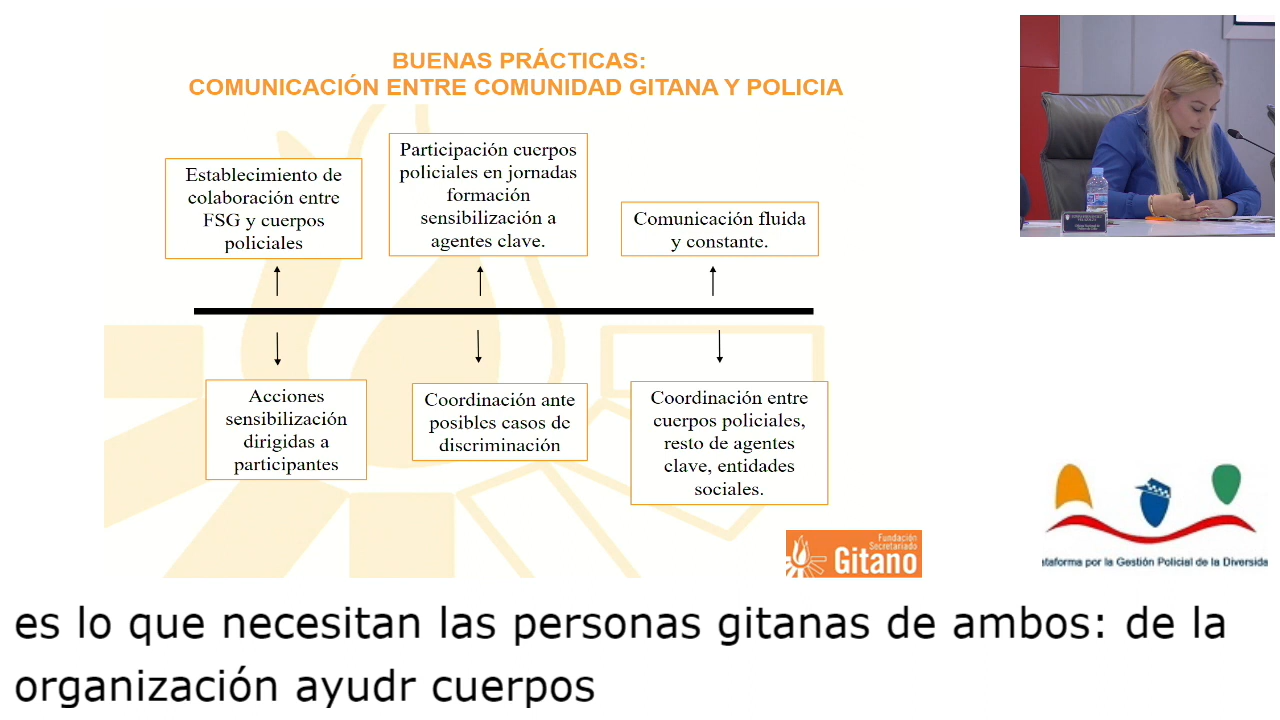 BUENAS PRÁCTICAS:
COMUNICACIÓN ENTRE COMUNIDAD GITANA Y POLICIA
Establecimiento de
colaboración entre
FSG y cuerpos
policiales
Participación cuerpos
policiales en jornadas
formación
sensibilización a
agentes clave.
Comunicación fluida
y constante.
Acciones
sensibilización
dirigidas a
participantes
Coordinación ante
posibles casos de
discriminación
Coordinación entre
cuerpos policiales,
resto de agentes
clave, entidades
sociales.
Fundación
Secretariado
Gitano
ataforma por la Gestión Policial de la Diversida
es lo que necesitan las personas gitanas de ambos: de la
organización ayudr cuerpos